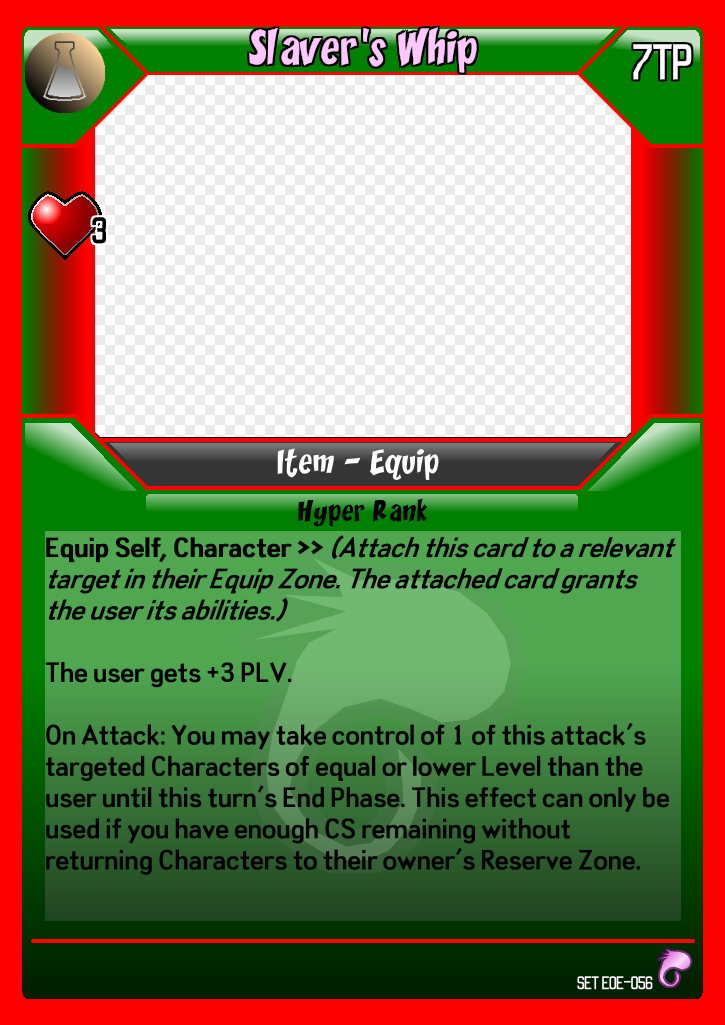 Slaver's Whip
7TP
3
Item - Equip
Hyper Rank
Equip Self, Character >> (Attach this card to a relevant
target in their Equip Zone. The attached card grants
the user its abilities.)
The user gets +3 PLV.
On Attack: You may take control of 1 of this attack's
targeted Characters of equal or lower Level than the
user until this turn's End Phase. This effect can only be
used if you have enough CS remaining without
returning Characters to their owner's Reserve Zone.
SET EOE-056